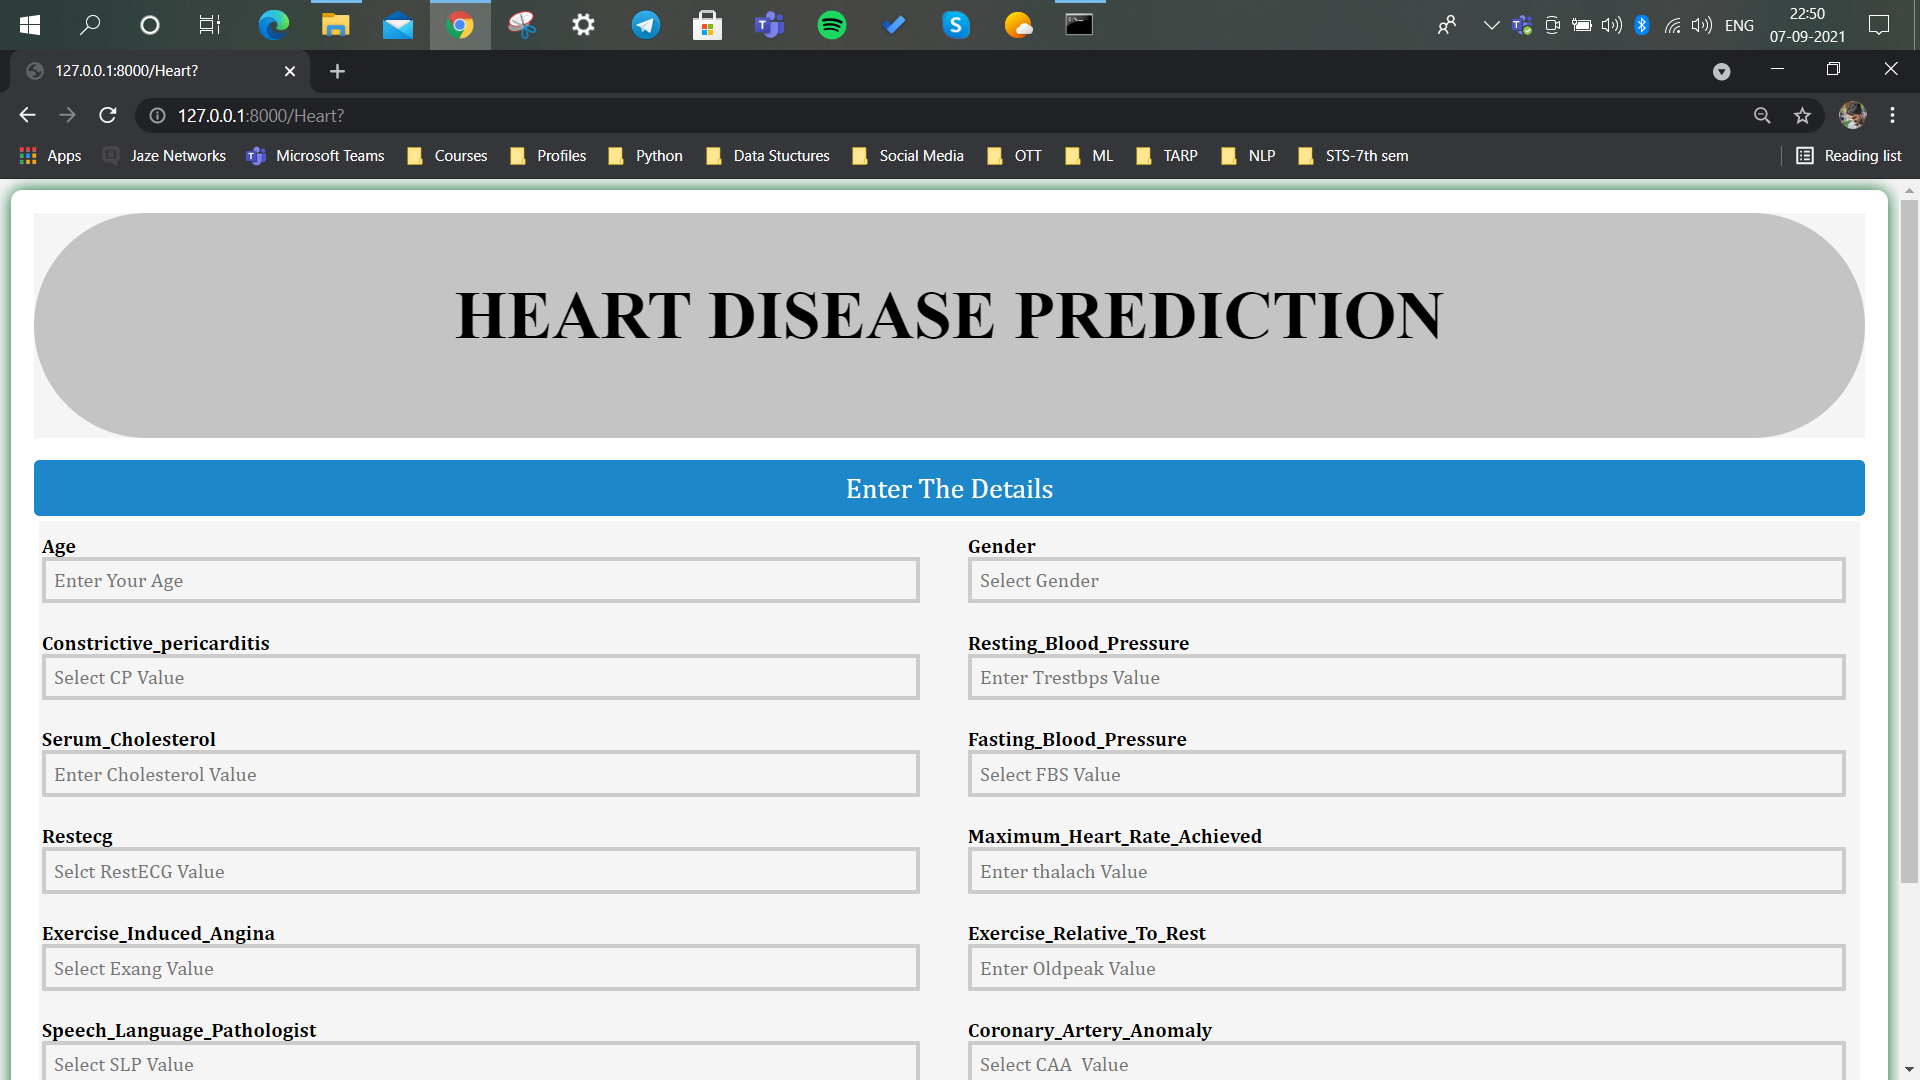 ENG
22:50
07-09-2021
127.0.0.1:8000/Heart?
127.0.0.1:8000/Heart?
Apps Jaze Networks Microsoft Teams Courses Profiles Python Data Stuctures Social Media OTT ML TARP NLP STS-7th sem Reading list
HEART DISEASE PREDICTION
Enter The Details
Age Gender
Enter Your Age Select Gender
Constrictive_pericarditis Resting_Blood_Pressure
Select CP Value Enter Trestbps Value
Serum_Cholesterol Fasting_Blood_Pressure
Enter Cholesterol Value Select FBS Value
Restecg Maximum_Heart_Rate_Achieved
Selct RestECG Value Enter thalach Value
Exercise_Induced_Angina Exercise_Relative_To_Rest
Select Exang Value Enter Oldpeak Value
Speech_Language_Pathologist Coronary_Artery_Anomaly
Select SLP Value Select CAA  Value